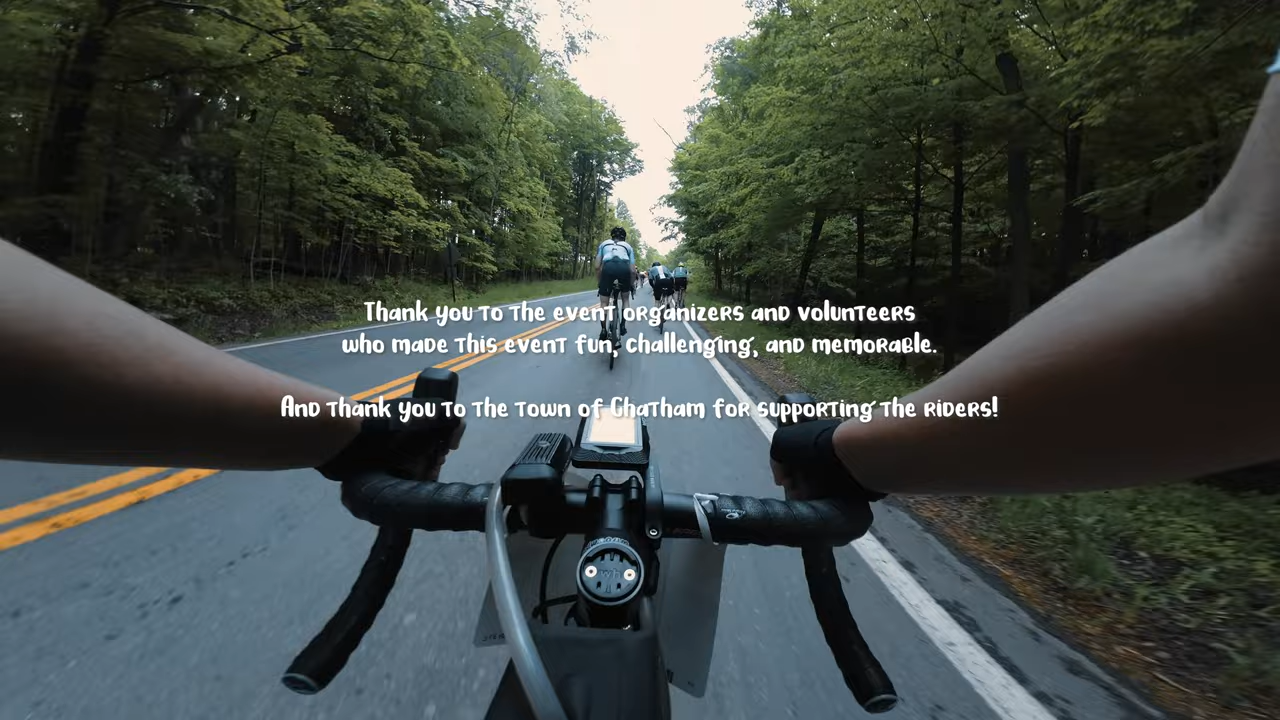 Thank you to the event organizers and volunteers
who made this event fun, challenging, and memorable.
And thank you to the town of Chatham for supporting the riders!